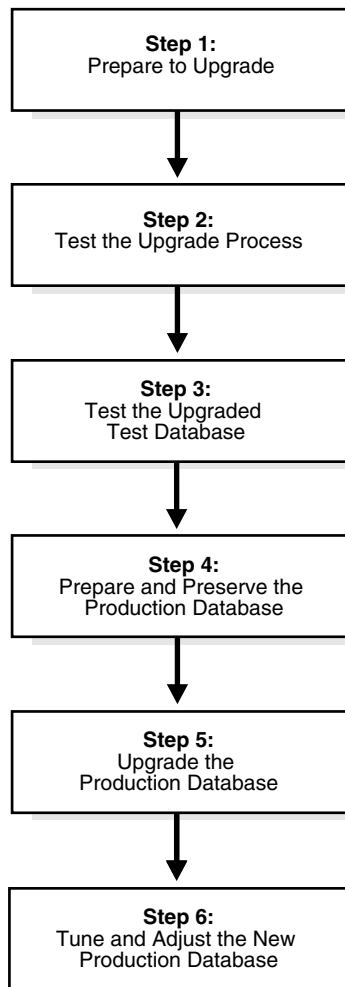 Step 1:
Prepare to Upgrade
Step 2:
Test the Upgrade Process
Step 3:
Test the Upgraded
Test Database
Step 4:
Prepare and Preserve the
Production Database
Step 5:
Upgrade the
Production Database
Step 6:
Tune and Adjust the New
Production Database